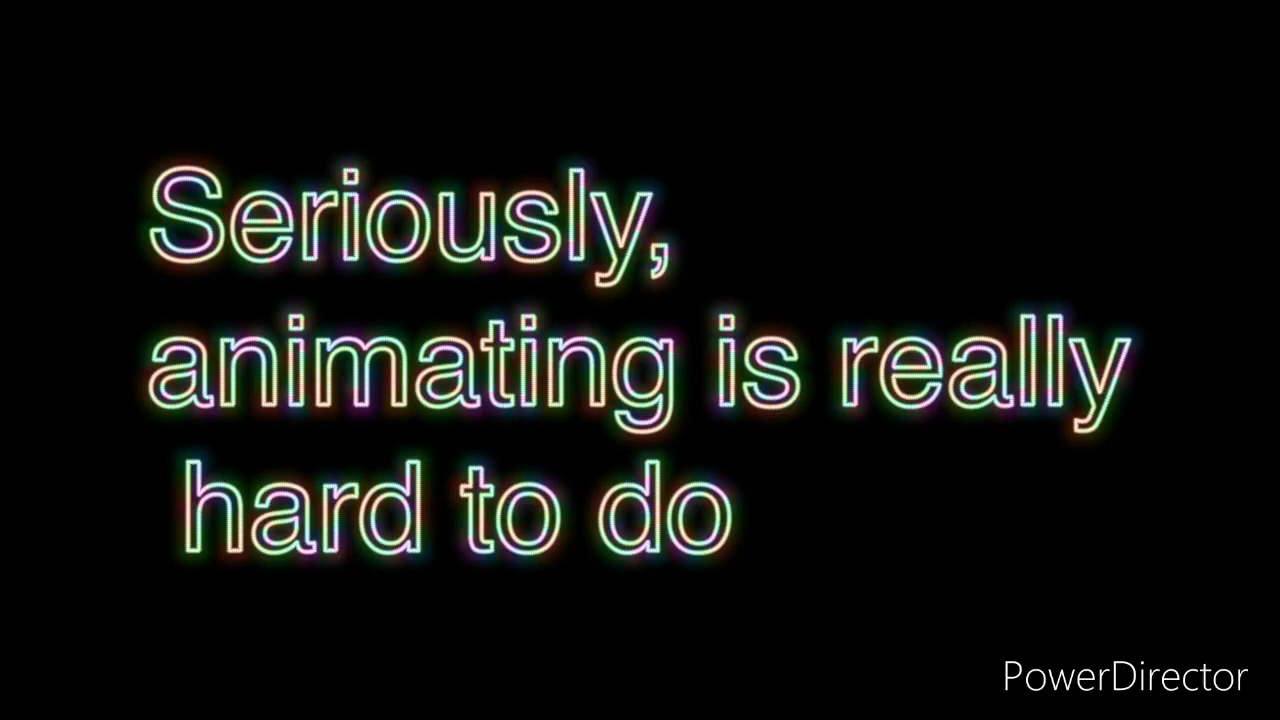 Seriously,
animating is really
hard to do
PowerDirector